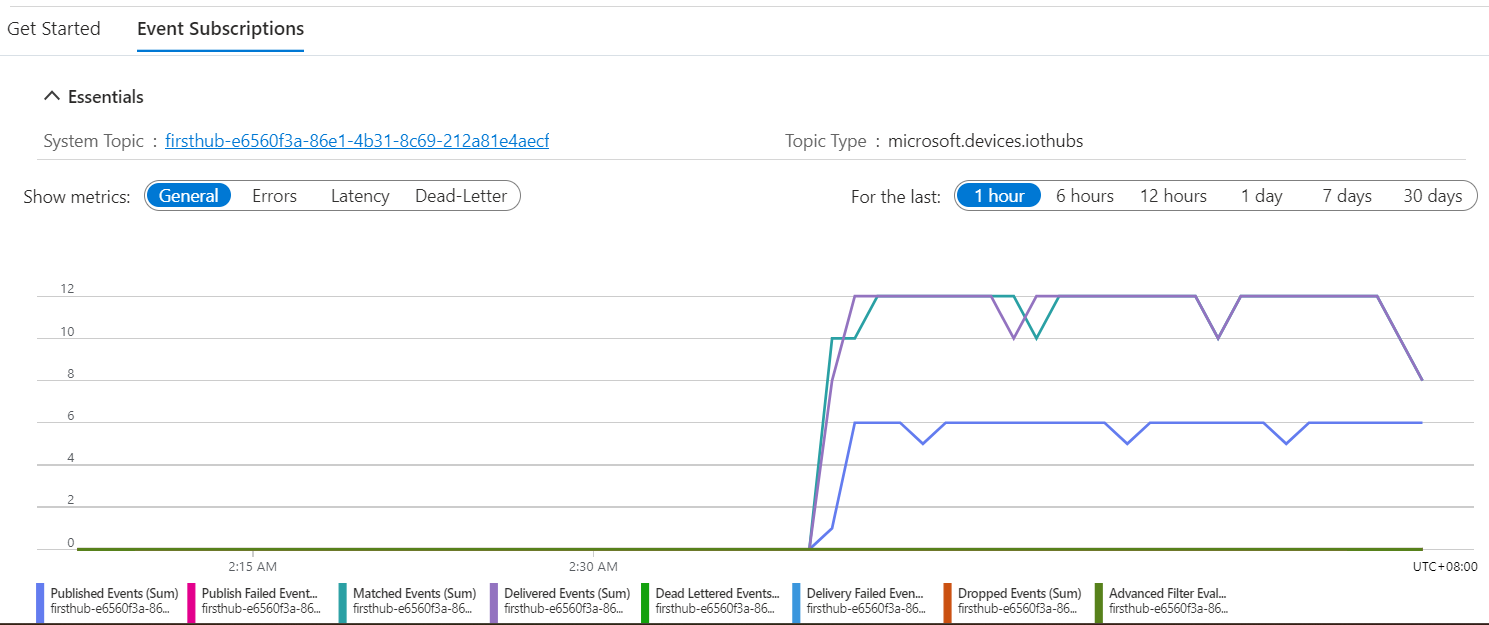 Get Started Event Subscriptions
Essentials
System Topic : firsthub-e6560f3a-86e1-4b31-8c69-212a81e4aecf Topic Type : microsoft.devices.iothubs
Show metrics: General Errors Latency Dead-Letter For the last: 1 hour 6 hours 12 hours 1 day 7 days 30 days
12
10
8
6
4
2
0
2:15 AM 2:30 AM UTC+08:00
Published Events (Sum) Publish Failed Event... Matched Events (Sum) Delivered Events (Sum) Dead Lettered Events... Delivery Failed Even... Dropped Events (Sum) Advanced Filter Eval...
firsthub-e6560f3a-86... firsthub-e6560f3a-86... firsthub-e6560f3a-86... firsthub-e6560f3a-86... firsthub-e6560f3a-86... firsthub-e6560f3a-86... firsthub-e6560f3a-86... firsthub-e6560f3a-86...